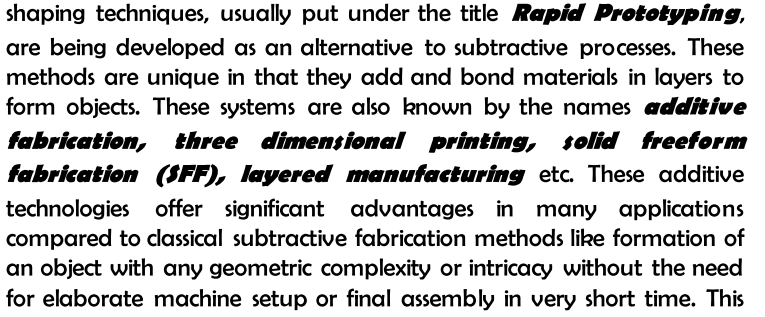 shaping techniques, usually put under the title Rapid Prototyping,
are being developed as an alternative to subtractive processes. These
methods are unique in that they add and bond materials in layers to
form objects. These systems are also known by the names additive
fabrication, three dimensional printing, solid freeform
fabrication (SFF), layered manufacturing etc. These additive
technologies offer significant advantages in many applications
compared to classical subtractive fabrication methods like formation of
an object with any geometric complexity or intricacy without the need
for elaborate machine setup or final assembly in very short time. This